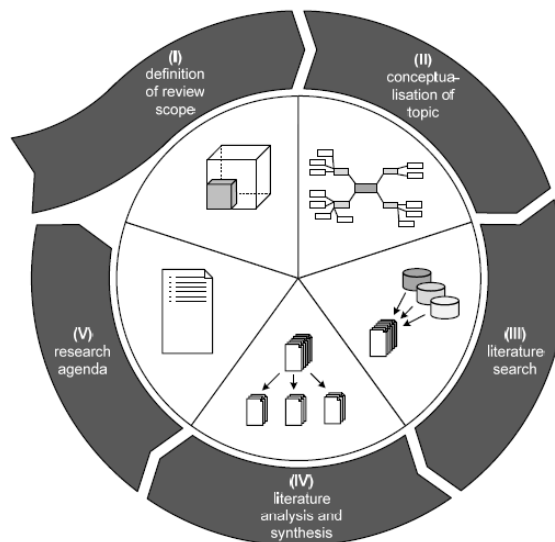 (I)
definition
of review
scope
(II)
conceptua-
lisation of
topic
(III)
literature
search
(IV)
literature
analysis and
synthesis
(V)
research
agenda